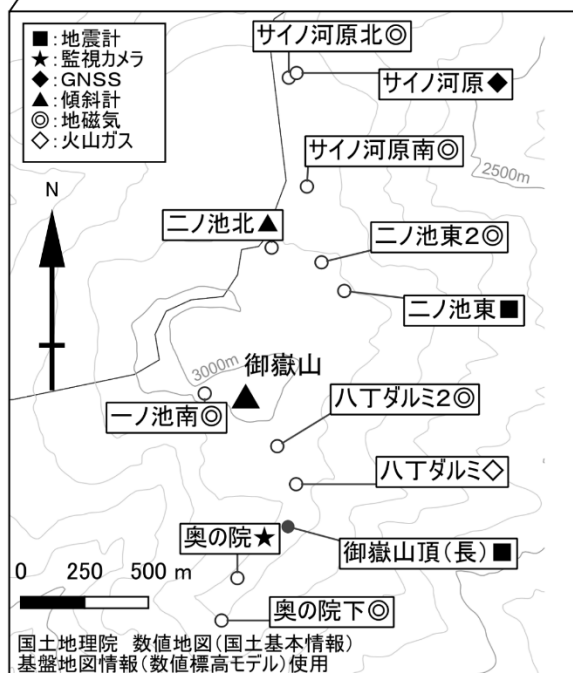 ■:地震計
★:監視カメラ
◆:GNSS
▲:傾斜計
◎:地磁気
◇:火山ガス
サイノ河原北◎
サイノ河原◆
サイノ河原南◎
2500m
N
二ノ池北▲
二ノ池東2◎
二ノ池東■
3000m
御嶽山
▲
一ノ池南◎
八丁ダルミ2◎
八丁ダルミ◇
奥の院★
御嶽山頂(長)■
0 250 500 m
奥の院下◎
国土地理院 数値地図(国土基本情報)
基盤地図情報(数値標高モデル)使用